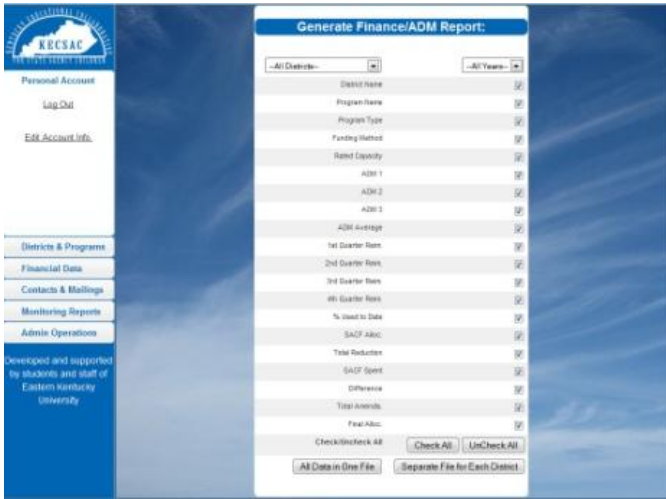 Generate Finance/ADM Report:
KECSAC
Personal Account
Log Out
Edit Account Info.
Districts & Programs
Financial Data
Contacts & Mailings
Monitoring Reports
Admin Operations
Developed and supported
by students and staff of
Eastern Kentucky
University
--All Districts-- --All Years--
District Name
Program Name
Program Type
Funding Method
Rated Capacity
ADM 1
ADM 2
ADM 3
ADM Average
1st Quarter Reim.
2nd Quarter Reim.
3rd Quarter Reim.
4th Quarter Reim.
% Used to Date
SACF Alloc.
Total Reduction
SACF Spent
Difference
Total Amends.
Final Alloc.
Check/Uncheck All Check All UnCheck All
All Data in One File Separate File for Each District